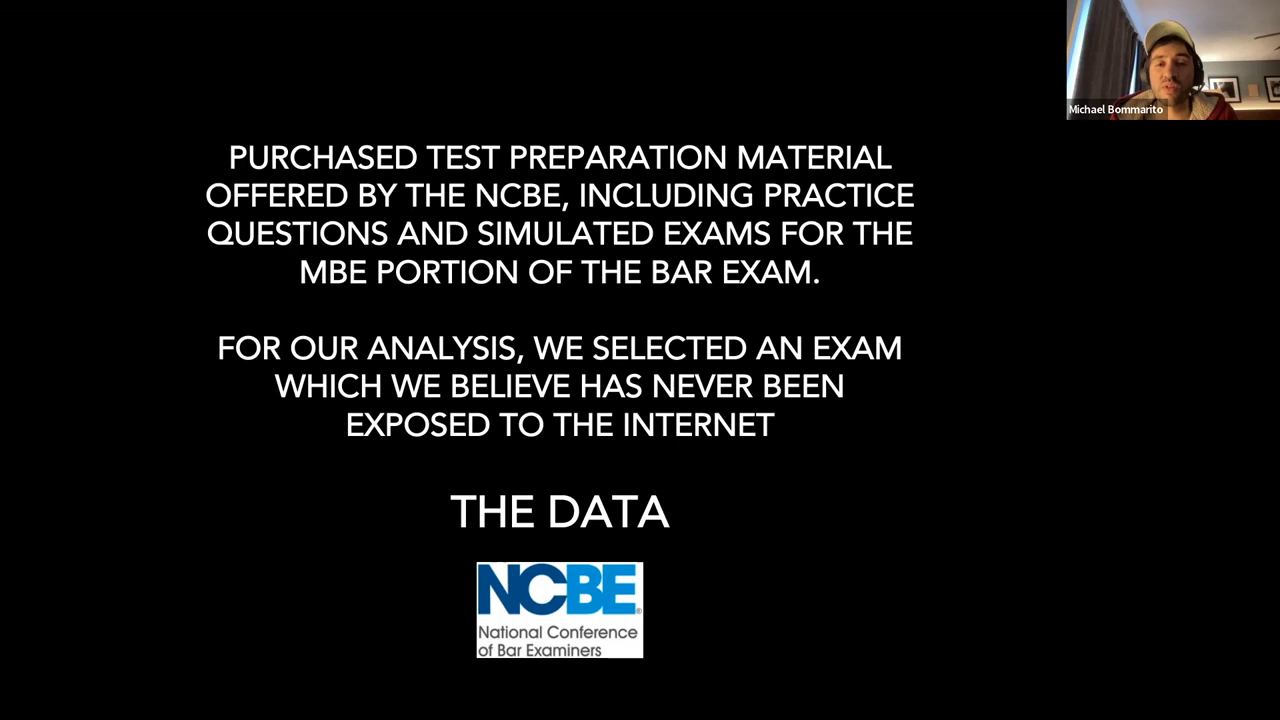 Michael Bommarito
PURCHASED TEST PREPARATION MATERIAL
OFFERED BY THE NCBE, INCLUDING PRACTICE
QUESTIONS AND SIMULATED EXAMS FOR THE
MBE PORTION OF THE BAR EXAM.
FOR OUR ANALYSIS, WE SELECTED AN EXAM
WHICH WE BELIEVE HAS NEVER BEEN
EXPOSED TO THE INTERNET
THE DATA
NCBE®
National Conference
of Bar Examiners